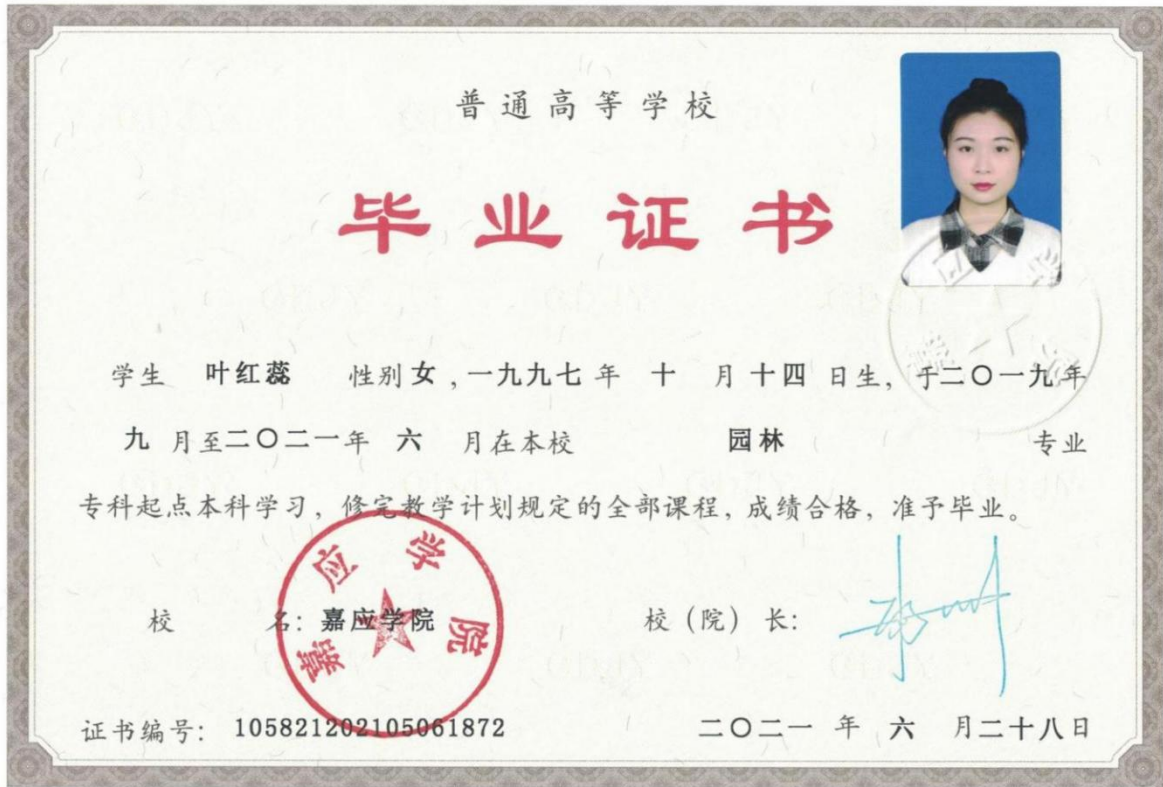 普通高等学校
毕业证书
学生 叶红蕊 性别 女 ,一九九七 年 十 月 十四 日生，于二〇一九年
九 月至二〇二一年 六 月在本校 园林 专业
专科起点本科学习，修完教学计划规定的全部课程，成绩合格，准予毕业。
嘉应学院
校 名：嘉应学院 校（院）长：
证书编号：105821202105061872 二〇二一 年 六 月二十八日